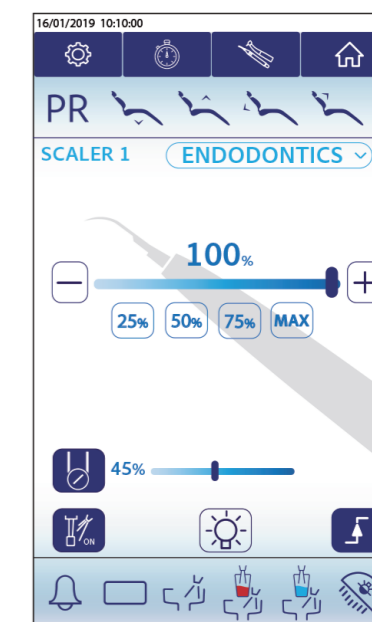 16/01/2019 10:10:00
PR
SCALER 1 ENDODONTICS
100%
25% 50% 75% MAX
45%
ON